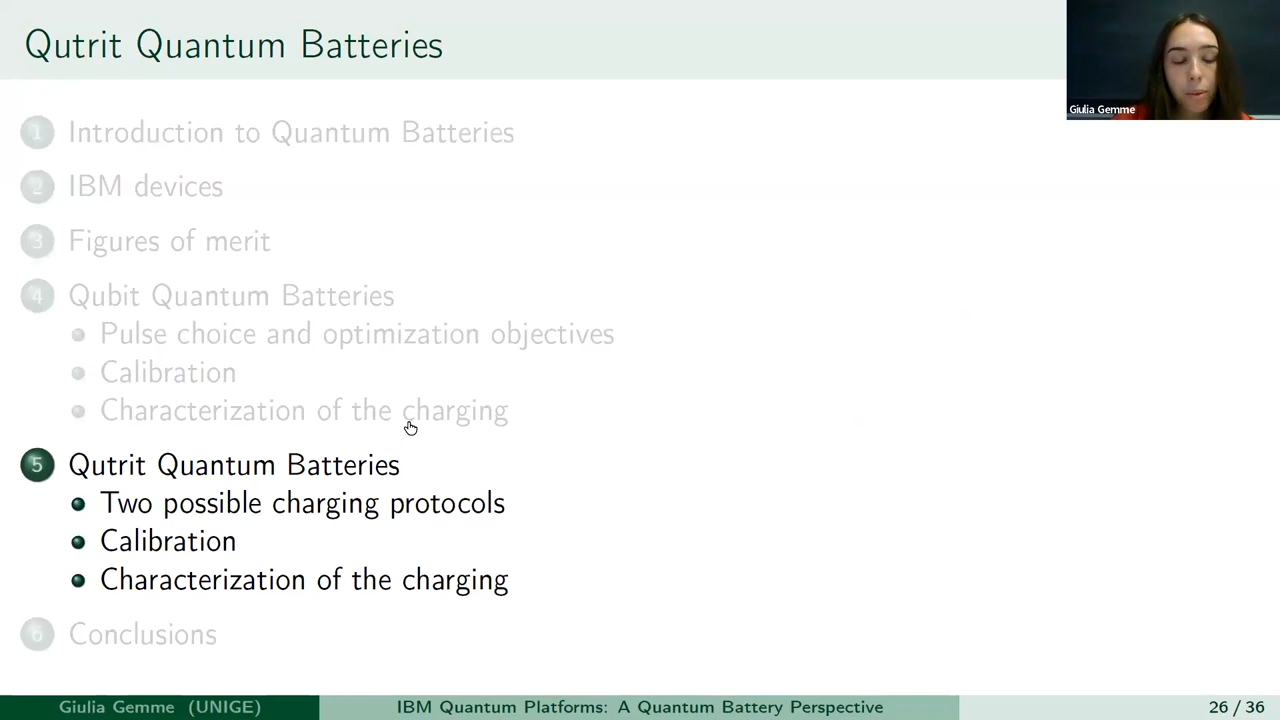 Qutrit Quantum Batteries
Giulia Gemme
1 Introduction to Quantum Batteries
2 IBM devices
3 Figures of merit
4 Qubit Quantum Batteries
Pulse choice and optimization objectives
Calibration
Characterization of the charging
5 Qutrit Quantum Batteries
Two possible charging protocols
Calibration
Characterization of the charging
6 Conclusions
Giulia Gemme (UNIGE)
IBM Quantum Platforms: A Quantum Battery Perspective
26 / 36